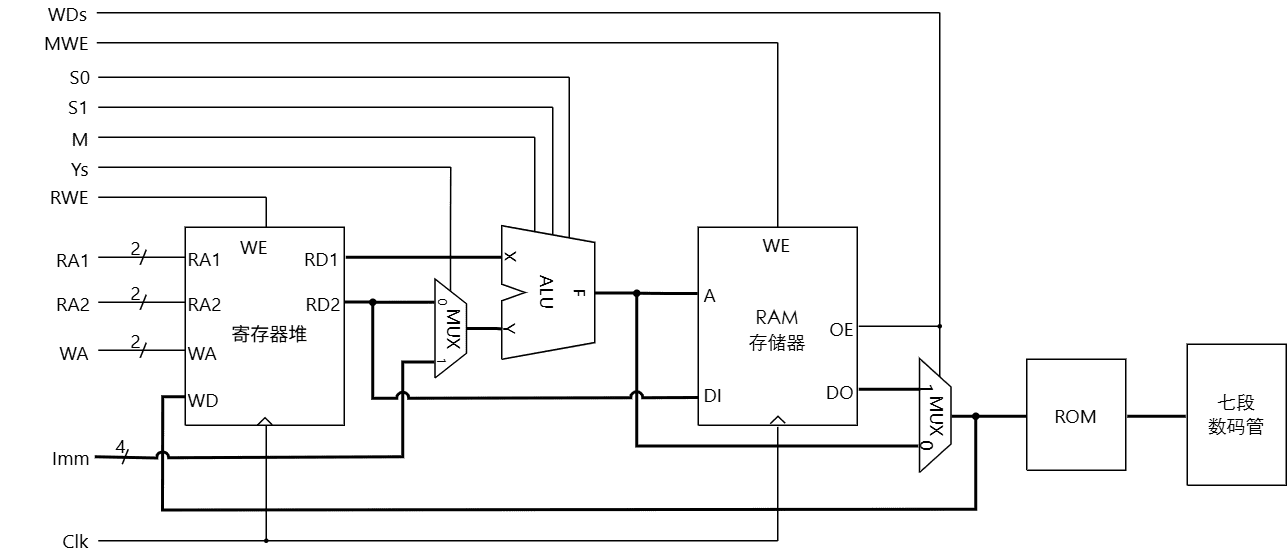 WDs
MWE
S0
S1
M
Ys
RWE
RA1
2
RA2
2
WA
2
Imm
4
Clk
WE
RA1
RD1
RA2
RD2
寄存器堆
WA
WD
0
MUX
1
X
ALU
F
Y
WE
A
RAM
存储器
OE
DI
DO
1
MUX
0
ROM
七段
数码管